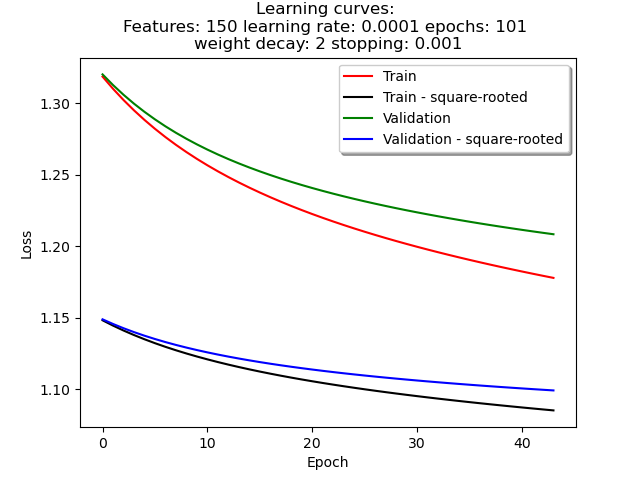 Learning curves:
Features: 150 learning rate: 0.0001 epochs: 101
weight decay: 2 stopping: 0.001
Train
Train - square-rooted
Validation
Validation - square-rooted
1.30
1.25
1.20
1.15
1.10
Loss
0 10 20 30 40
Epoch